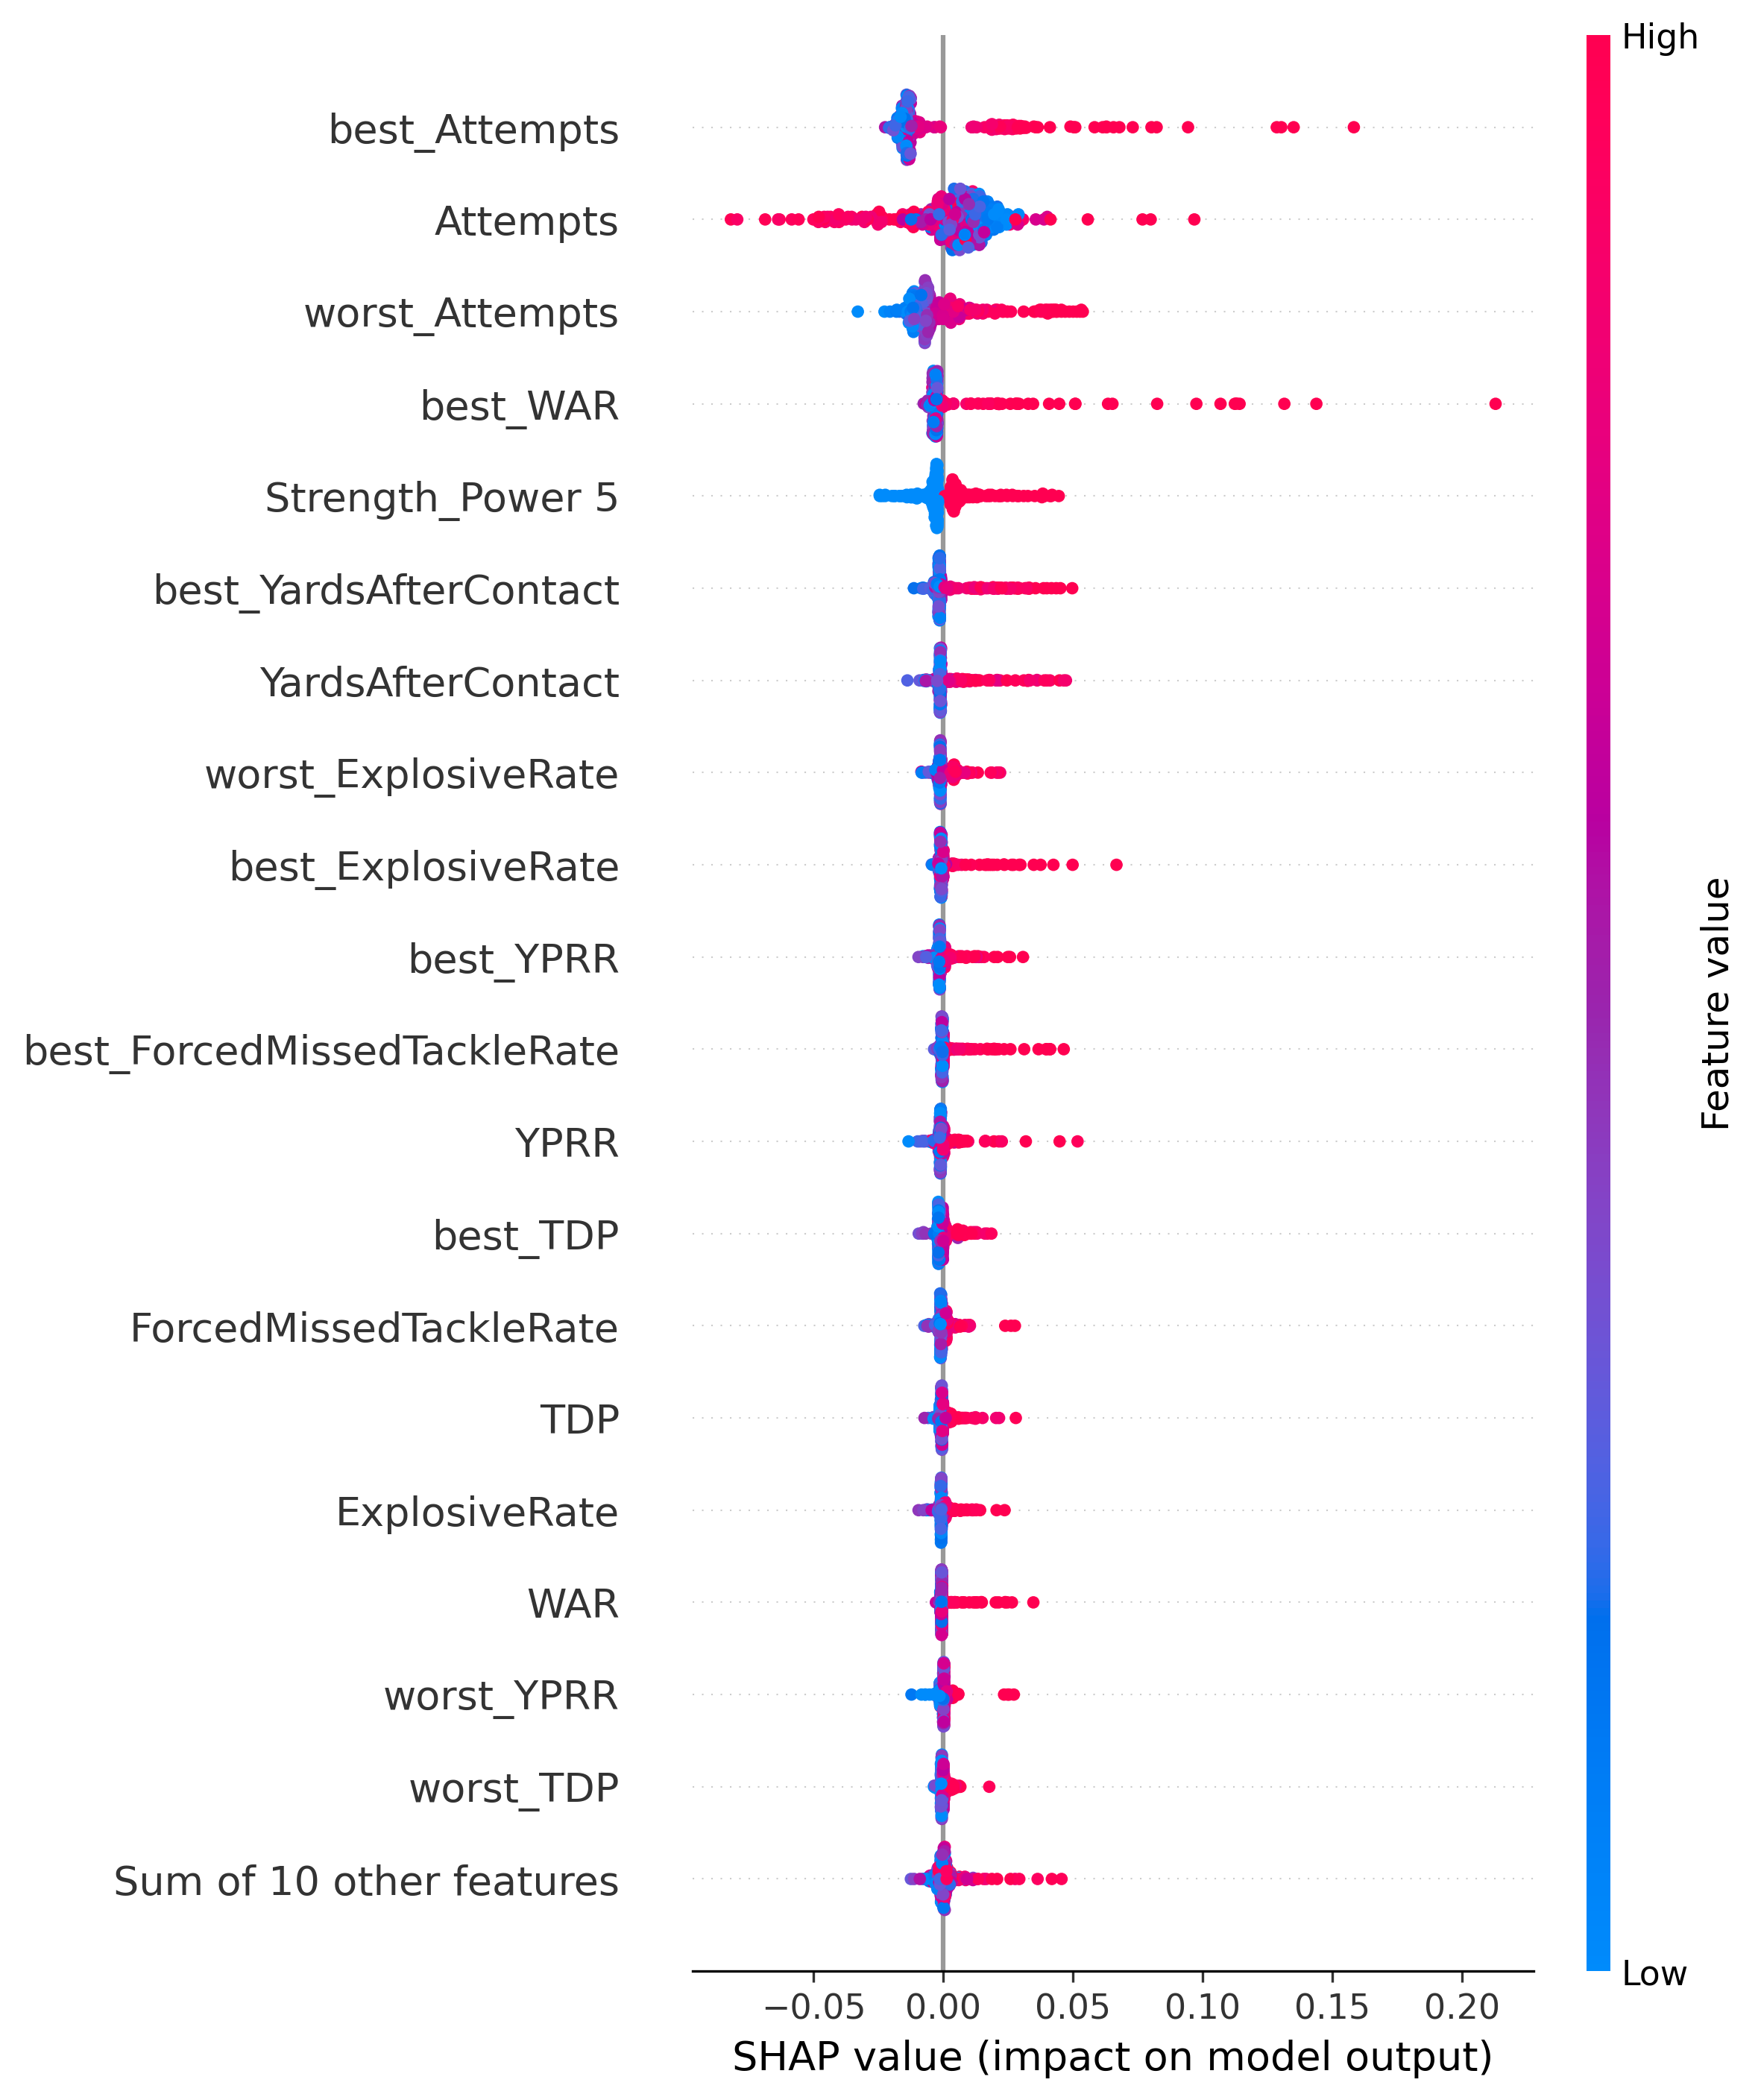 High
best_Attempts
Attempts
worst_Attempts
best_WAR
Strength_Power 5
best_YardsAfterContact
YardsAfterContact
worst_ExplosiveRate
best_ExplosiveRate
best_YPRR
best_ForcedMissedTackleRate
YPRR
best_TDP
ForcedMissedTackleRate
TDP
ExplosiveRate
WAR
worst_YPRR
worst_TDP
Sum of 10 other features
Feature value
Low
−0.05 0.00 0.05 0.10 0.15 0.20
SHAP value (impact on model output)